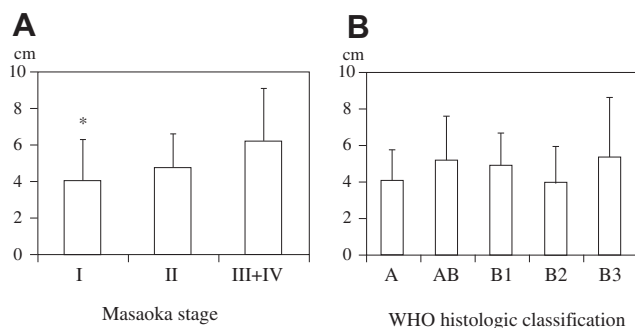 A
cm
10
8
6
4
2
0
*
I II III+IV
Masaoka stage
B
cm
10
8
6
4
2
0
A AB B1 B2 B3
WHO histologic classification